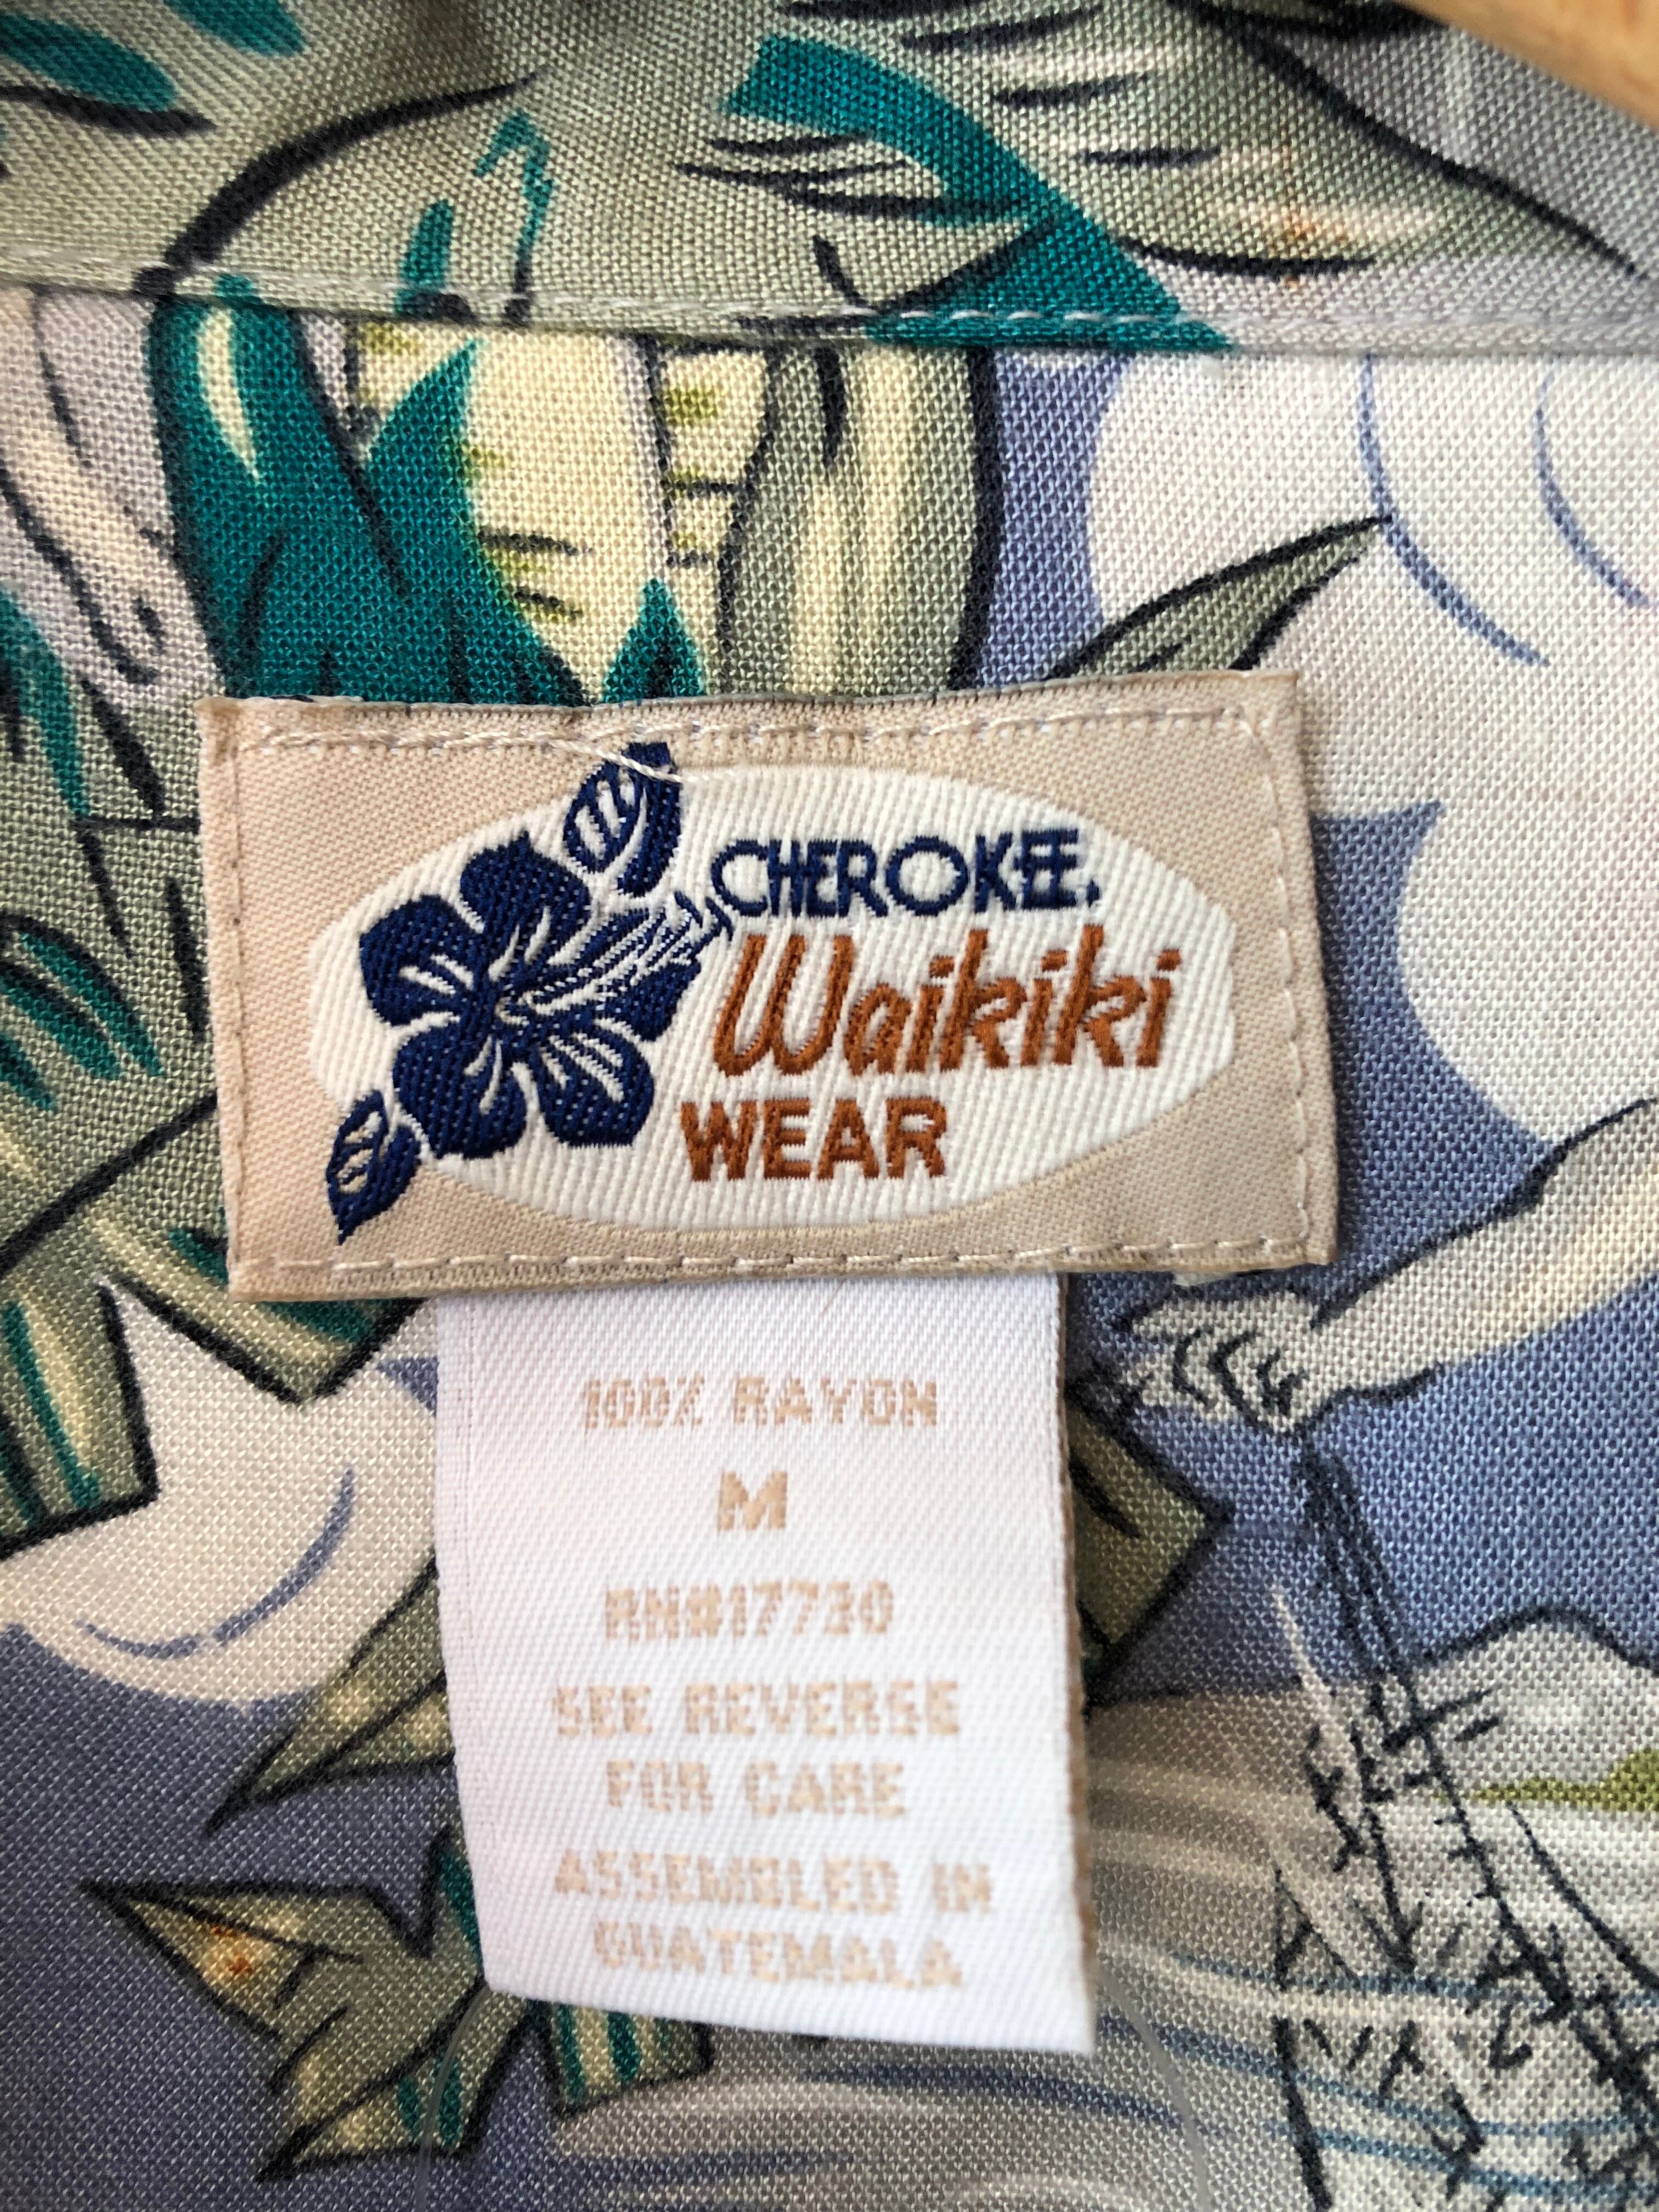 CHEROKEE.
Waikiki
WEAR
100% RAYON
M
RN#17730
SEE REVERSE
FOR CARE
ASSEMBLED IN
GUATEMALA